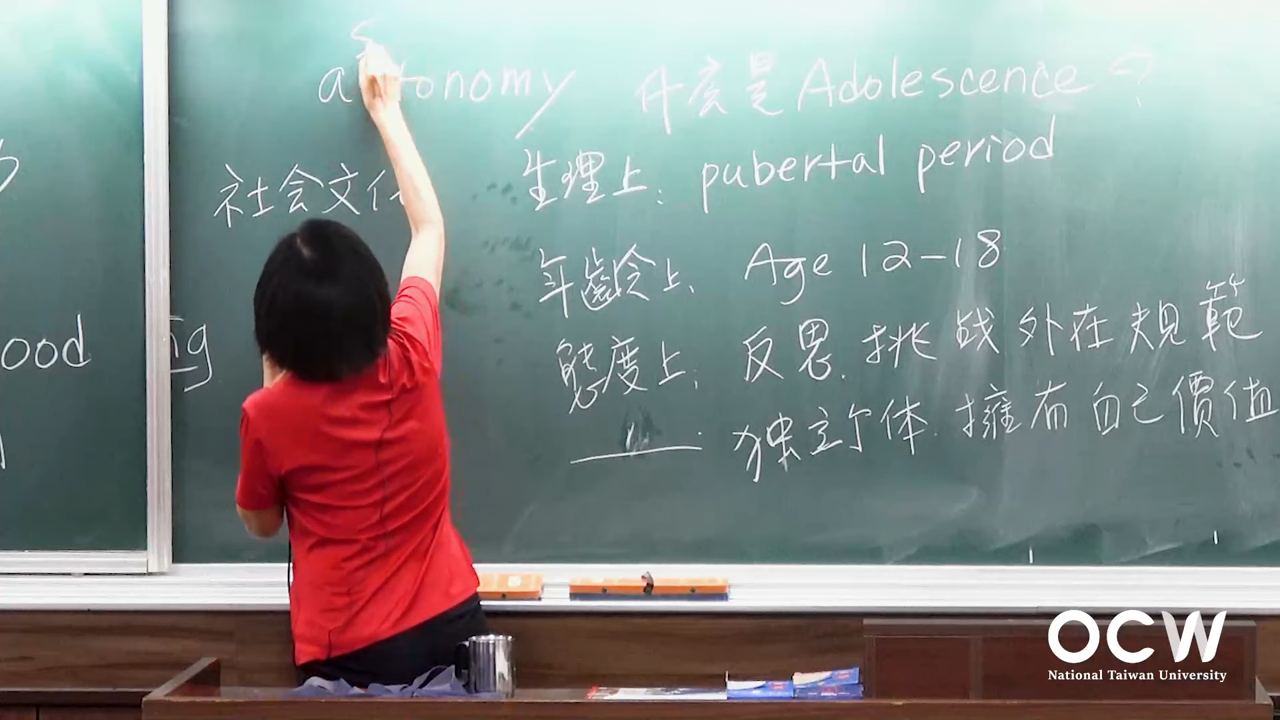 什么是Adolescence?
生理上: pubertal period
社会文化
年齡上、Age 12-18
態度上: 反思、挑战外在規範
独立个体、擁有自己價值
ood
OCW
National Taiwan University